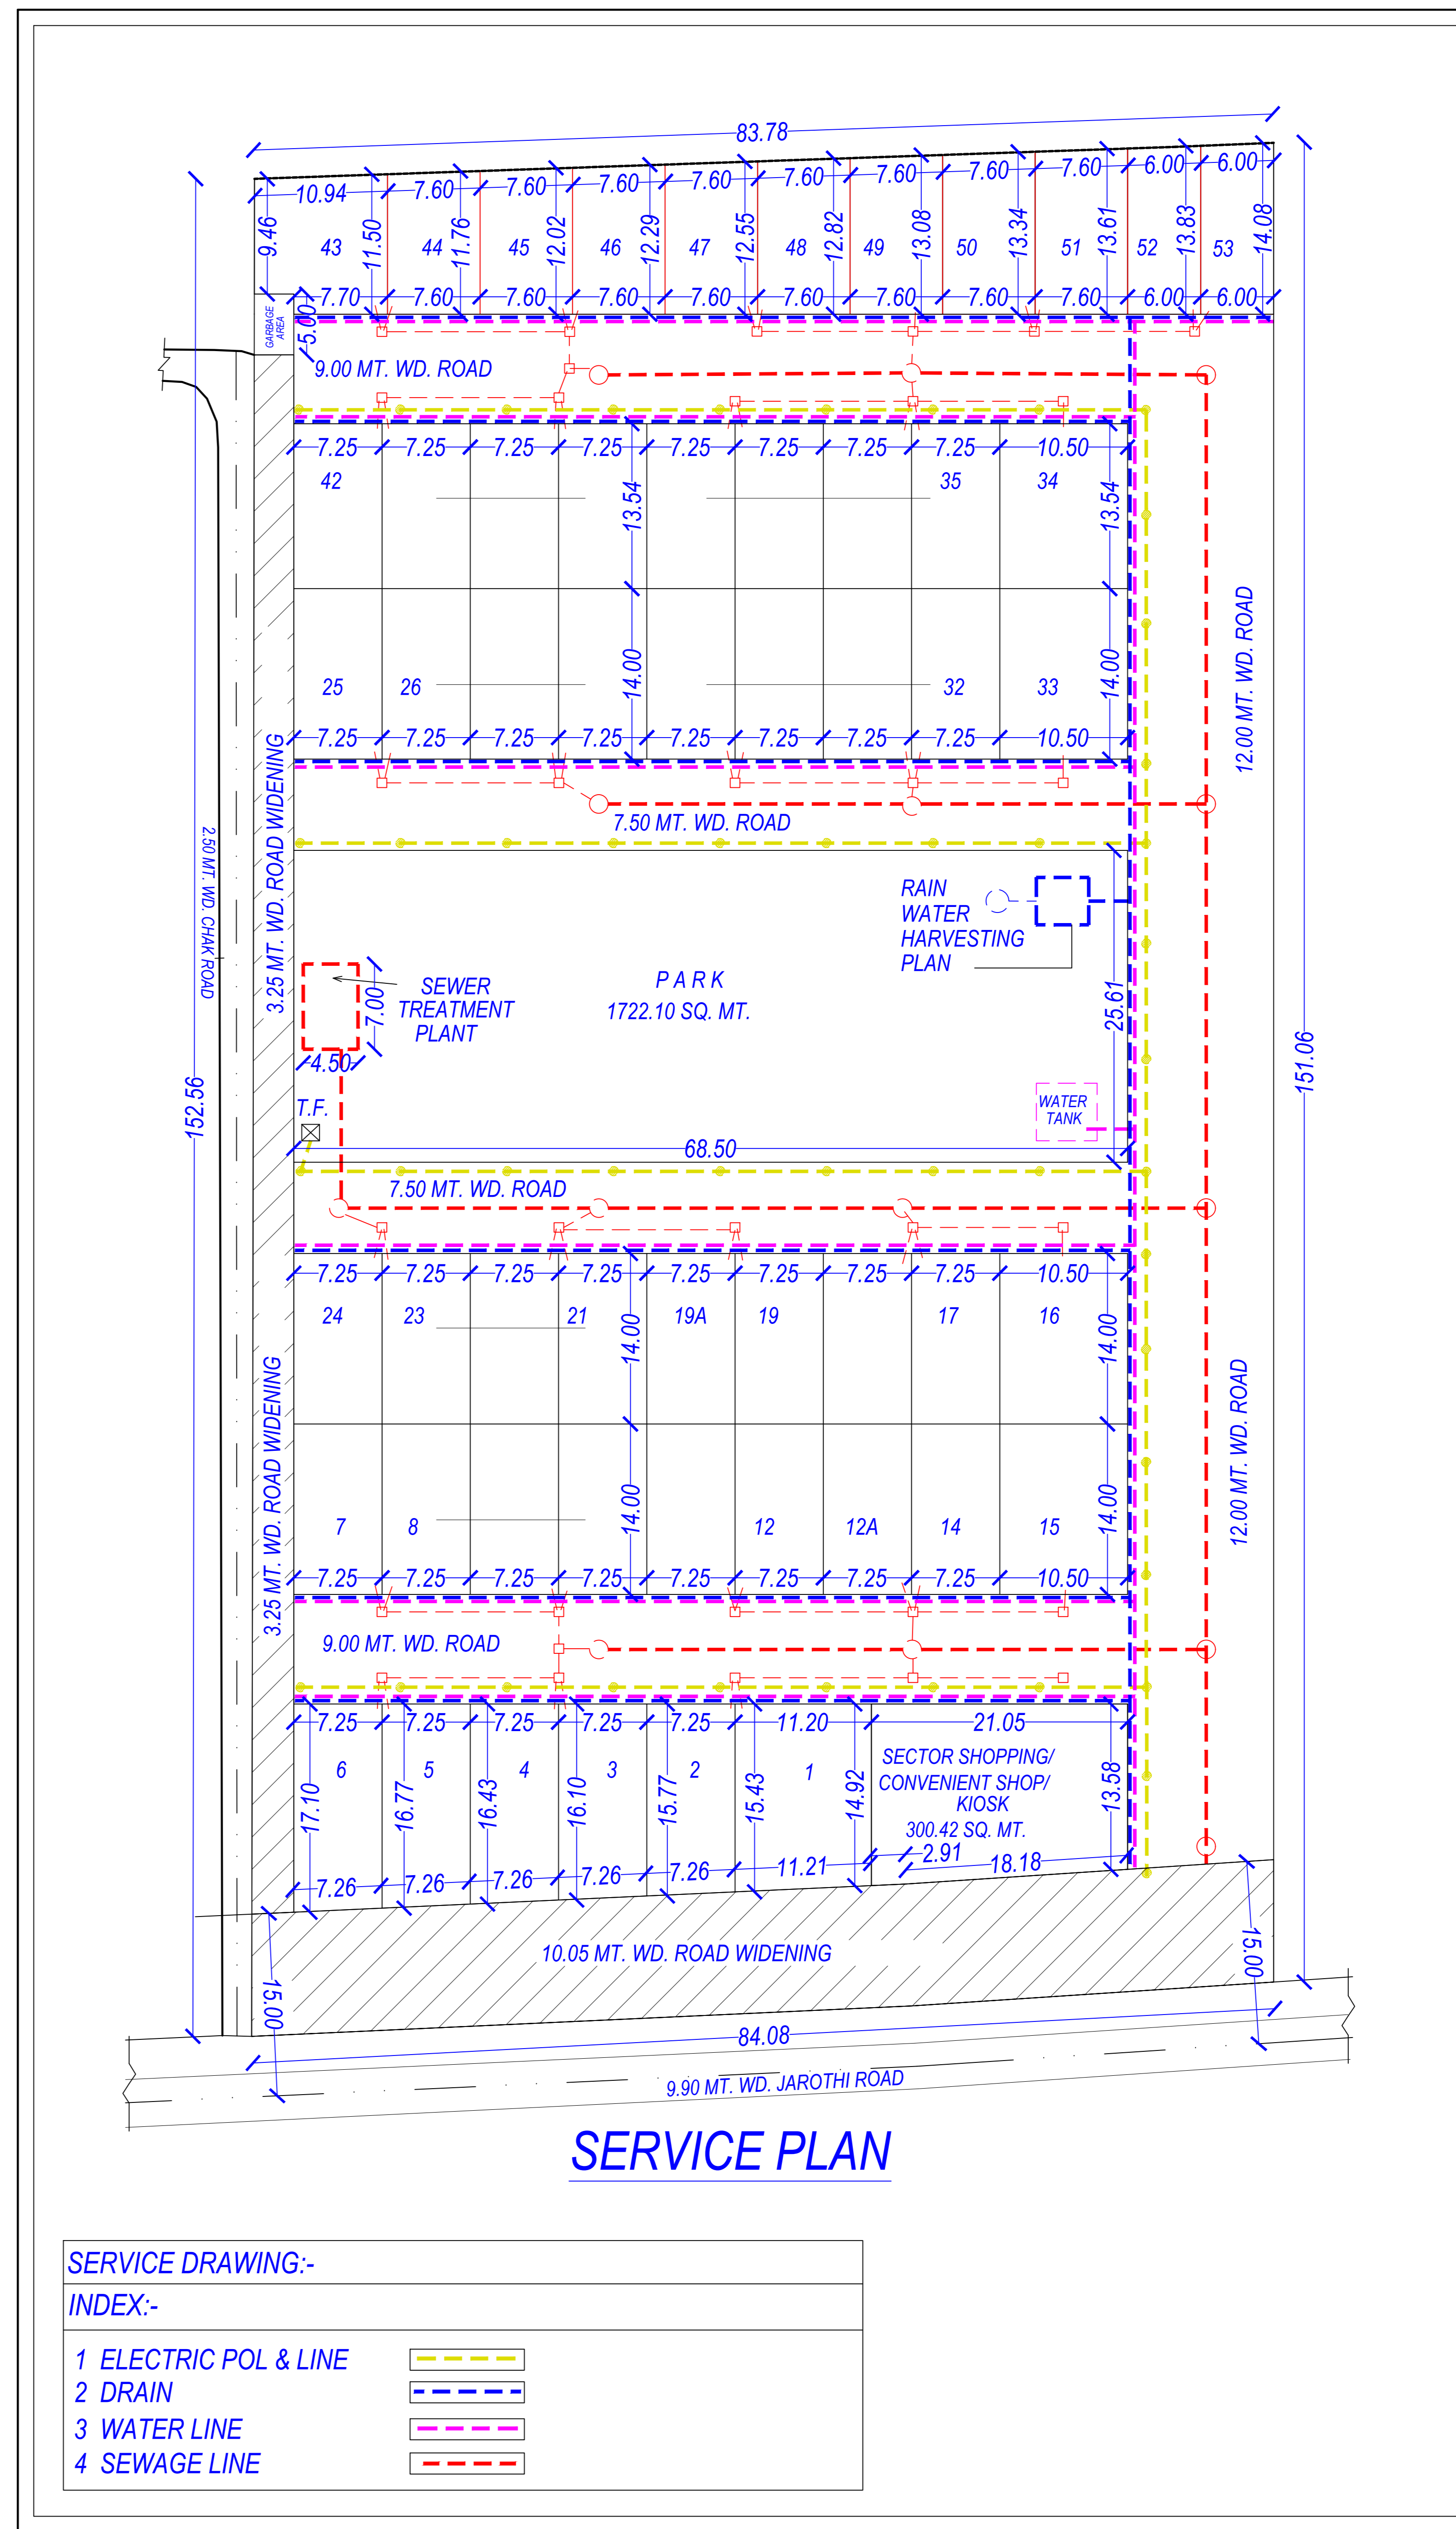 83.78
10.94 7.60 7.60 7.60 7.60 7.60 7.60 7.60 7.60 6.00 6.00
9.46 11.50 11.76 12.02 12.29 12.55 12.82 13.08 13.34 13.61 13.83 14.08
43 44 45 46 47 48 49 50 51 52 53
7.70 7.60 7.60 7.60 7.60 7.60 7.60 7.60 7.60 6.00 6.00
GARBAGE
AREA
5.00
9.00 MT. WD. ROAD
7.25 7.25 7.25 7.25 7.25 7.25 7.25 7.25 10.50
42 35 34
13.54 13.54
12.00 MT. WD. ROAD
14.00 14.00
25 26 32 33
7.25 7.25 7.25 7.25 7.25 7.25 7.25 7.25 10.50
3.25 MT. WD. ROAD WIDENING
2.50 MT. WD. CHAK ROAD
7.50 MT. WD. ROAD
RAIN
WATER
HARVESTING
PLAN
PARK
1722.10 SQ. MT.
SEWER
TREATMENT
PLANT
7.00
4.50
25.61
151.06
152.56
T.F.
WATER
TANK
68.50
7.50 MT. WD. ROAD
7.25 7.25 7.25 7.25 7.25 7.25 7.25 7.25 10.50
24 23 21 19A 19 17 16
14.00 14.00
3.25 MT. WD. ROAD WIDENING
12.00 MT. WD. ROAD
14.00 14.00
7 8 12 12A 14 15
7.25 7.25 7.25 7.25 7.25 7.25 7.25 7.25 10.50
9.00 MT. WD. ROAD
7.25 7.25 7.25 7.25 7.25 11.20 21.05
6 5 4 3 2 1
17.10 16.77 16.43 16.10 15.77 15.43 14.92 13.58
SECTOR SHOPPING/
CONVENIENT SHOP/
KIOSK
300.42 SQ. MT.
2.91
18.18
7.26 7.26 7.26 7.26 7.26 11.21
10.05 MT. WD. ROAD WIDENING
15.00 15.00
84.08
9.90 MT. WD. JAROTHI ROAD
SERVICE PLAN
SERVICE DRAWING:-
INDEX:-
1 ELECTRIC POL & LINE
2 DRAIN
3 WATER LINE
4 SEWAGE LINE